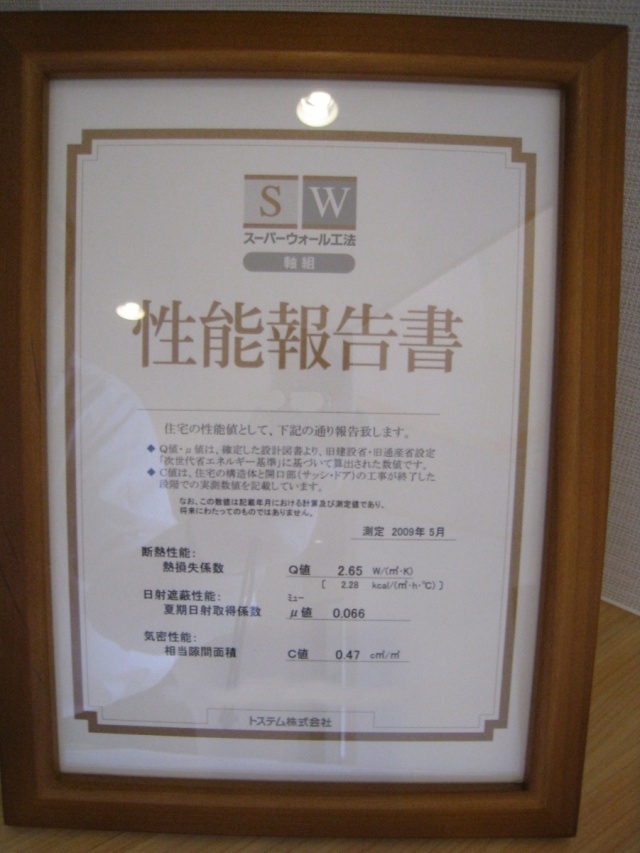 S W
スーパーウォール工法
軸組
性能報告書
住宅の性能値として、下記の通り報告致します。
◆ Q値・μ値は、確定した設計図書より、旧建設省・旧通産省設定
「次世代省エネルギー基準」に基づいて算出された数値です。
◆ C値は、住宅の構造体と開口部(サッシ・ドア)の工事が終了した
段階での実測数値を記載しています。
なお、この数値は記載年月における計算及び測定値であり、
将来にわたってのものではありません。
測定 2009年 5月
断熱性能:
熱損失係数 Q値 2.65 W/(㎡・K)
〔 2.28 kcal/(㎡・h・℃) 〕
日射遮蔽性能: ミュー
夏期日射取得係数 μ値 0.066
気密性能:
相当隙間面積 C値 0.47 c㎡/㎡
トステム株式会社